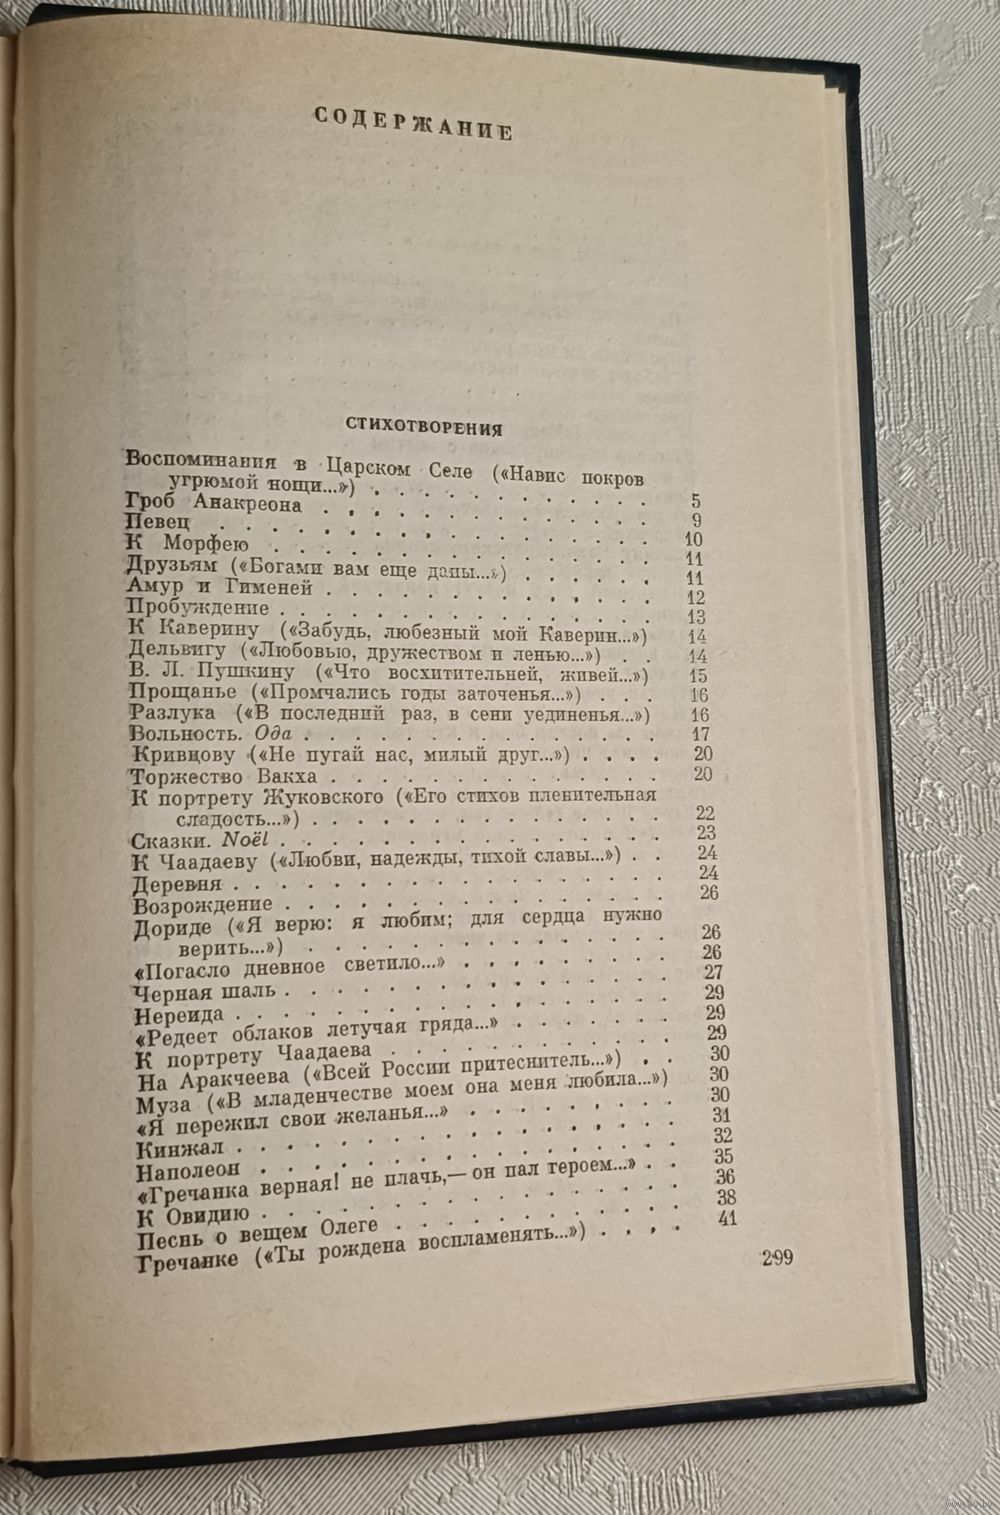 СОДЕРЖАНИЕ
СТИХОТВОРЕНИЯ
Воспоминания в Царском Селе («Навис покров
угрюмой нощи...») . . . . . . . . . . . 5
Гроб Анакреона . . . . . . . . . . . . . 9
Певец . . . . . . . . . . . . . . . . . 10
К Морфею . . . . . . . . . . . . . . . 11
Друзьям («Богами вам еще даны...») . . . . . 11
Амур и Гименей . . . . . . . . . . . . . 12
Пробуждение . . . . . . . . . . . . . . 13
К Каверину («Забудь, любезный мой Каверин...») 14
Дельвигу («Любовью, дружеством и ленью...») . . 14
В. Л. Пушкину («Что восхитительней, живей...») 15
Прощанье («Промчались годы заточенья...») . . . 16
Разлука («В последний раз, в сени уединенья...») 16
Вольность. Ода . . . . . . . . . . . . . 17
Кривцову («Не пугай нас, милый друг...») . . . . 20
Торжество Вакха . . . . . . . . . . . . . 20
К портрету Жуковского («Его стихов пленительная
сладость...») . . . . . . . . . . . . . . 22
Сказки. Noël . . . . . . . . . . . . . . 23
К Чаадаеву («Любви, надежды, тихой славы...») . . 24
Деревня . . . . . . . . . . . . . . . . 24
Возрождение . . . . . . . . . . . . . . 26
Дориде («Я верю: я любим; для сердца нужно
верить...») . . . . . . . . . . . . . . 26
«Погасло дневное светило...» . . . . . . . . 26
Черная шаль . . . . . . . . . . . . . . 27
Нереида . . . . . . . . . . . . . . . . 29
«Редеет облаков летучая гряда...» . . . . . . 29
К портрету Чаадаева . . . . . . . . . . . 29
На Аракчеева («Всей России притеснитель...») . . 30
Муза («В младенчестве моем она меня любила...») 30
«Я пережил свои желанья...» . . . . . . . . 30
Кинжал . . . . . . . . . . . . . . . . 31
Наполеон . . . . . . . . . . . . . . . 32
«Гречанка верная! не плачь,— он пал героем...» . . 35
К Овидию . . . . . . . . . . . . . . . 36
Песнь о вещем Олеге . . . . . . . . . . . 38
Гречанке («Ты рождена воспламенять...») . . . . 41
299
www.ay.by